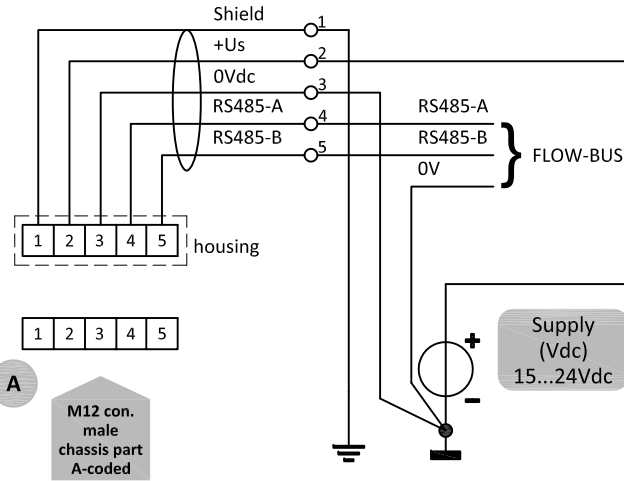 Shield
1
+Us
2
0Vdc
3
RS485-A
4
RS485-A
RS485-B
5
RS485-B
FLOW-BUS
0V
1 2 3 4 5
housing
1 2 3 4 5
+
Supply
(Vdc)
15...24Vdc
−
A
M12 con.
male
chassis part
A-coded